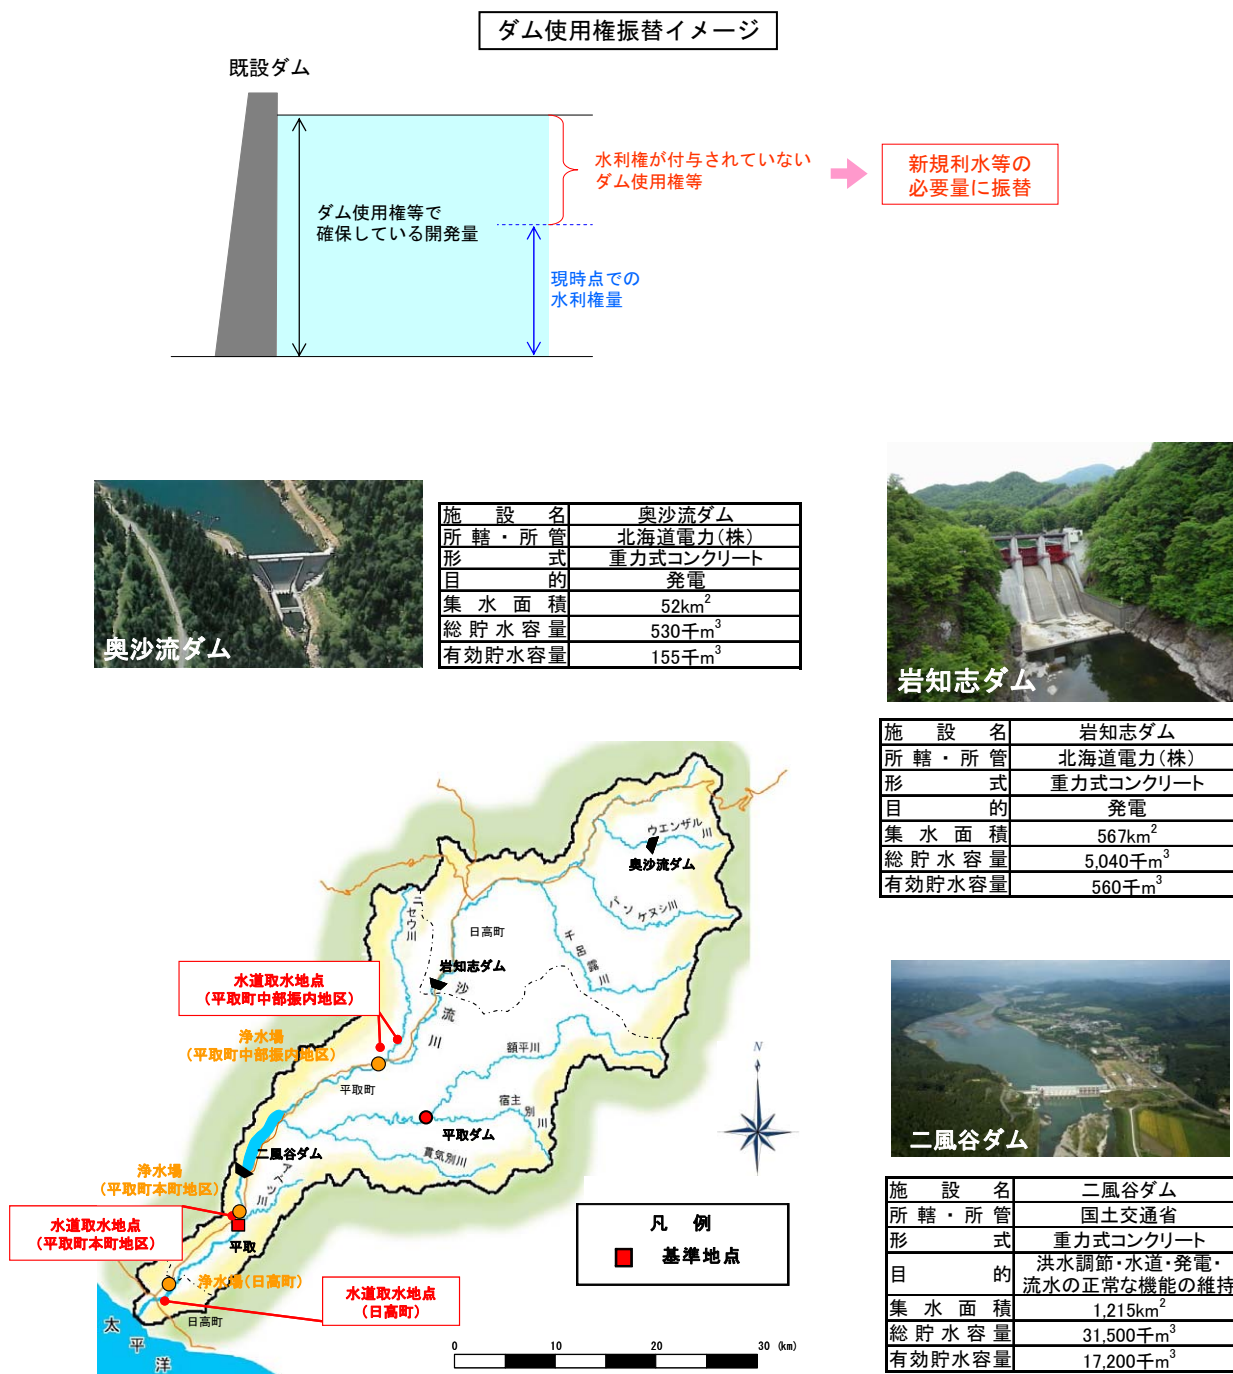 ダム使用権振替イメージ
既設ダム
水利権が付与されていない
ダム使用権等
新規利水等の
必要量に振替
ダム使用権等で
確保している開発量
現時点での
水利権量
奥沙流ダム
施設名 奥沙流ダム
所轄・所管 北海道電力(株)
形式 重力式コンクリート
目的 発電
集水面積 52km²
総貯水容量 530千m³
有効貯水容量 155千m³
岩知志ダム
施設名 岩知志ダム
所轄・所管 北海道電力(株)
形式 重力式コンクリート
目的 発電
集水面積 567km²
総貯水容量 5,040千m³
有効貯水容量 560千m³
ウエンザル川
奥沙流ダム
パンケヌシ川
ニセウ川
日高町
千呂露川
岩知志ダム
沙流川
水道取水地点
(平取町中部振内地区)
浄水場
(平取町中部振内地区)
額平川
平取町
宿主別川
平取ダム
貫気別川
二風谷ダム
アベツ川
浄水場
(平取町本町地区)
水道取水地点
(平取町本町地区)
平取
浄水場(日高町)
水道取水地点
(日高町)
日高町
太平洋
N
凡 例
基準地点
0 10 20 30 (km)
二風谷ダム
施設名 二風谷ダム
所轄・所管 国土交通省
形式 重力式コンクリート
目的 洪水調節・水道・発電・
流水の正常な機能の維持
集水面積 1,215km²
総貯水容量 31,500千m³
有効貯水容量 17,200千m³